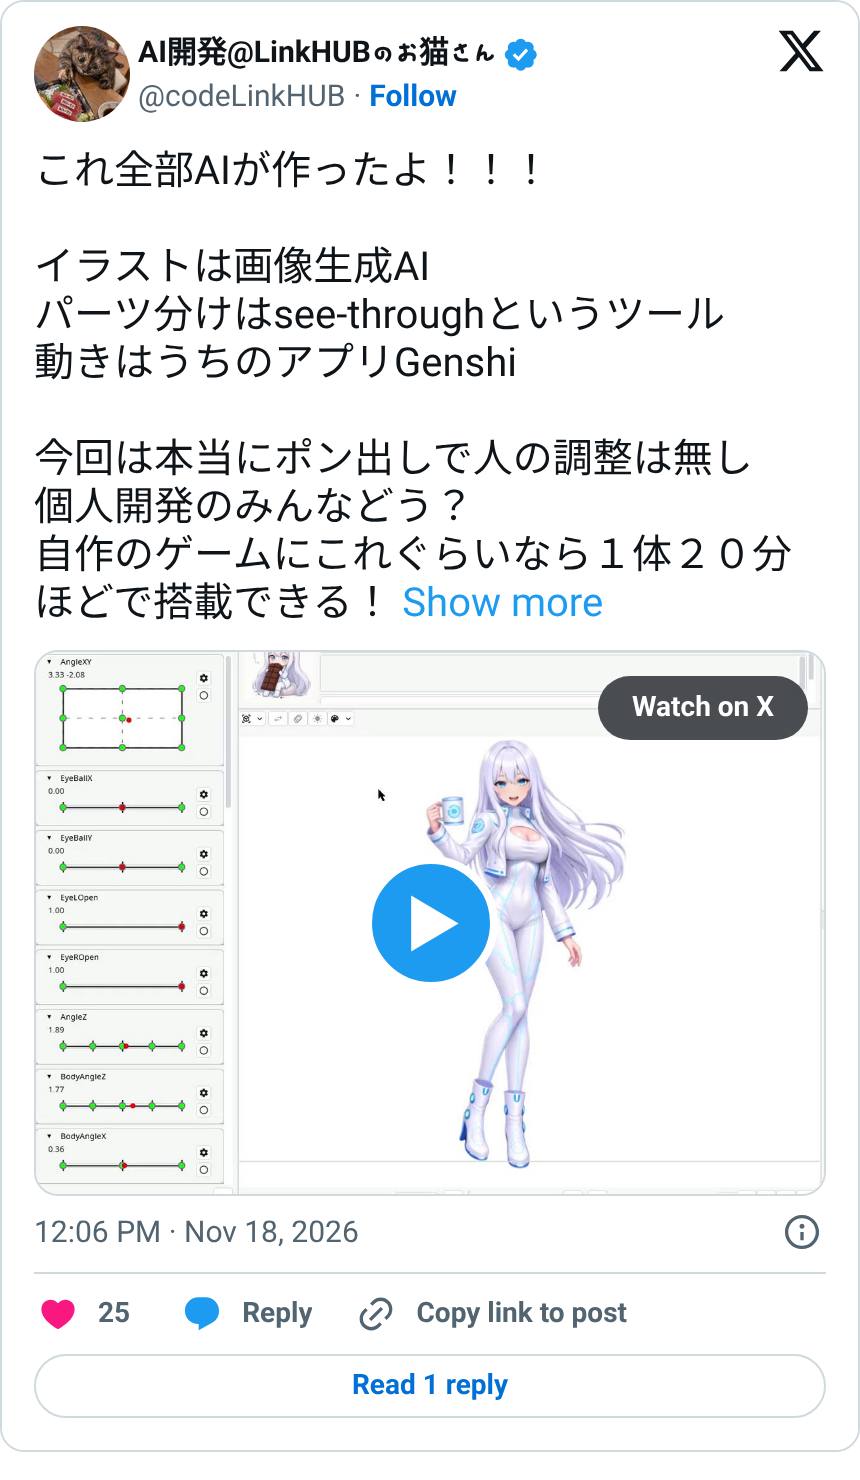 AI開発@LinkHUBのお猫さん
@codeLinkHUB · Follow
これ全部AIが作ったよ！！！
イラストは画像生成AI
パーツ分けはsee-throughというツール
動きはうちのアプリGenshi
今回は本当にポン出しで人の調整は無し
個人開発のみんなどう？
自作のゲームにこれぐらいなら１体２０分
ほどで搭載できる！ Show more
Watch on X
AngleXY
3.33 -2.08
EyeBallX
0.00
EyeBallY
0.00
EyeLOpen
1.00
EyeROpen
1.00
AngleZ
1.89
BodyAngleZ
1.77
BodyAngleX
0.36
12:06 PM · Nov 18, 2026
25 Reply Copy link to post
Read 1 reply